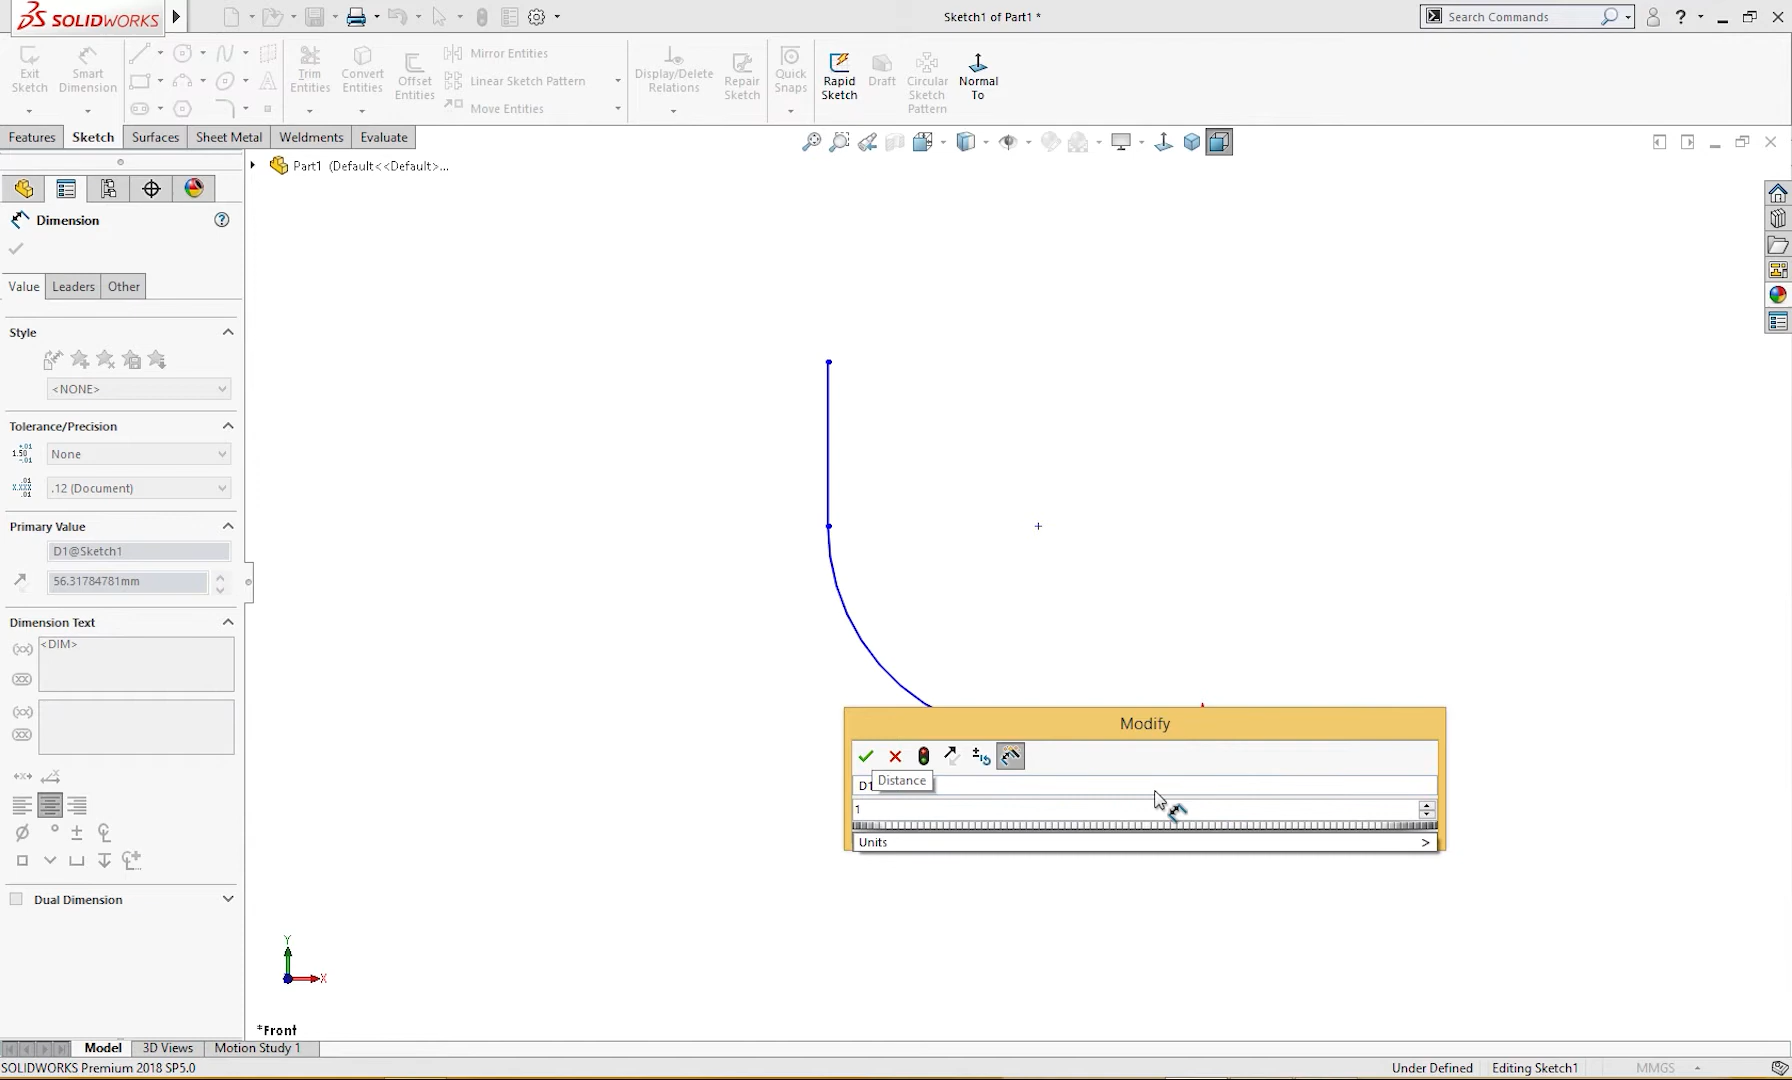 SOLIDWORKS
Sketch1 of Part1 *
Search Commands
?
Exit Sketch
Smart Dimension
Trim Entities
Convert Entities
Offset Entities
Mirror Entities
Linear Sketch Pattern
Move Entities
Display/Delete Relations
Repair Sketch
Quick Snaps
Rapid Sketch
Draft
Circular Sketch Pattern
Normal To
Features
Sketch
Surfaces
Sheet Metal
Weldments
Evaluate
Part1 (Default<<Default>...
Dimension
?
Value
Leaders
Other
Style
<NONE>
Tolerance/Precision
None
.12 (Document)
Primary Value
D1@Sketch1
56.31784781mm
Dimension Text
<DIM>
Dual Dimension
Modify
Distance
D1
1
Units >
Y
X
*Front
Model
3D Views
Motion Study 1
SOLIDWORKS Premium 2018 SP5.0
Under Defined
Editing Sketch1
MMGS